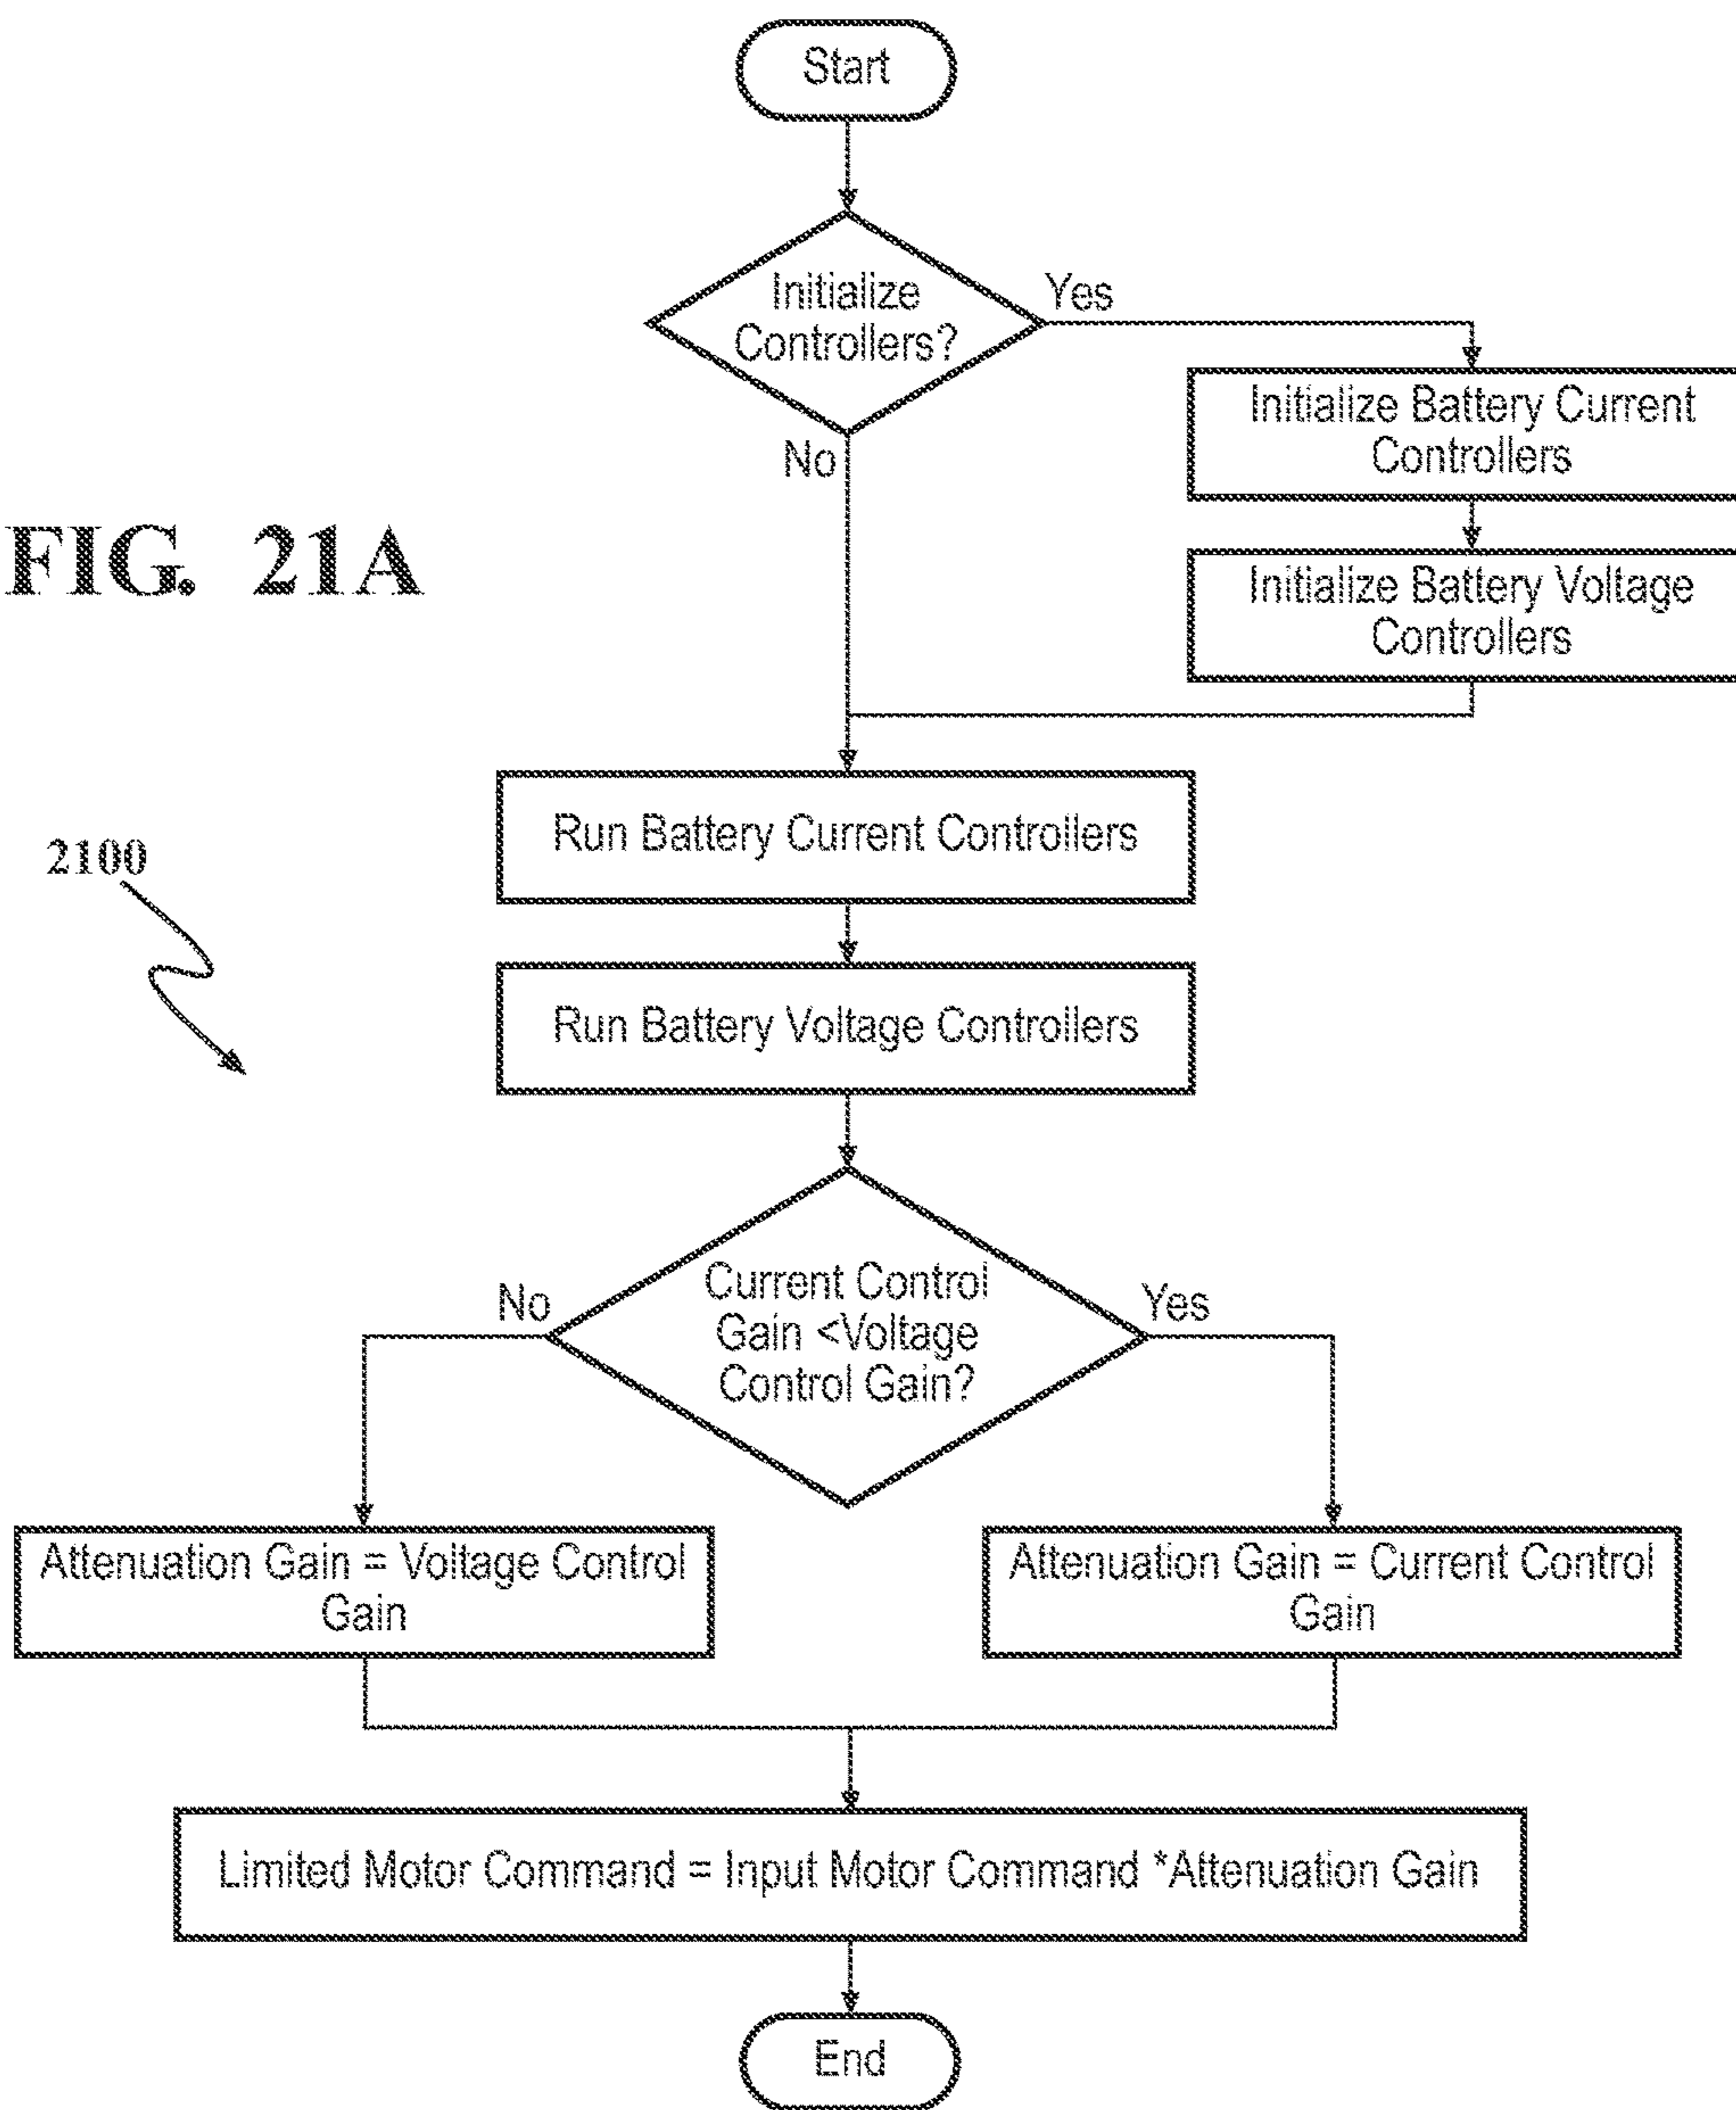 Start
Initialize
Controllers?
Yes
No
Initialize Battery Current
Controllers
FIG. 21A
Initialize Battery Voltage
Controllers
Run Battery Current Controllers
2100
Run Battery Voltage Controllers
Current Control
Gain <Voltage
Control Gain?
No
Yes
Attenuation Gain = Voltage Control
Gain
Attenuation Gain = Current Control
Gain
Limited Motor Command = Input Motor Command *Attenuation Gain
End